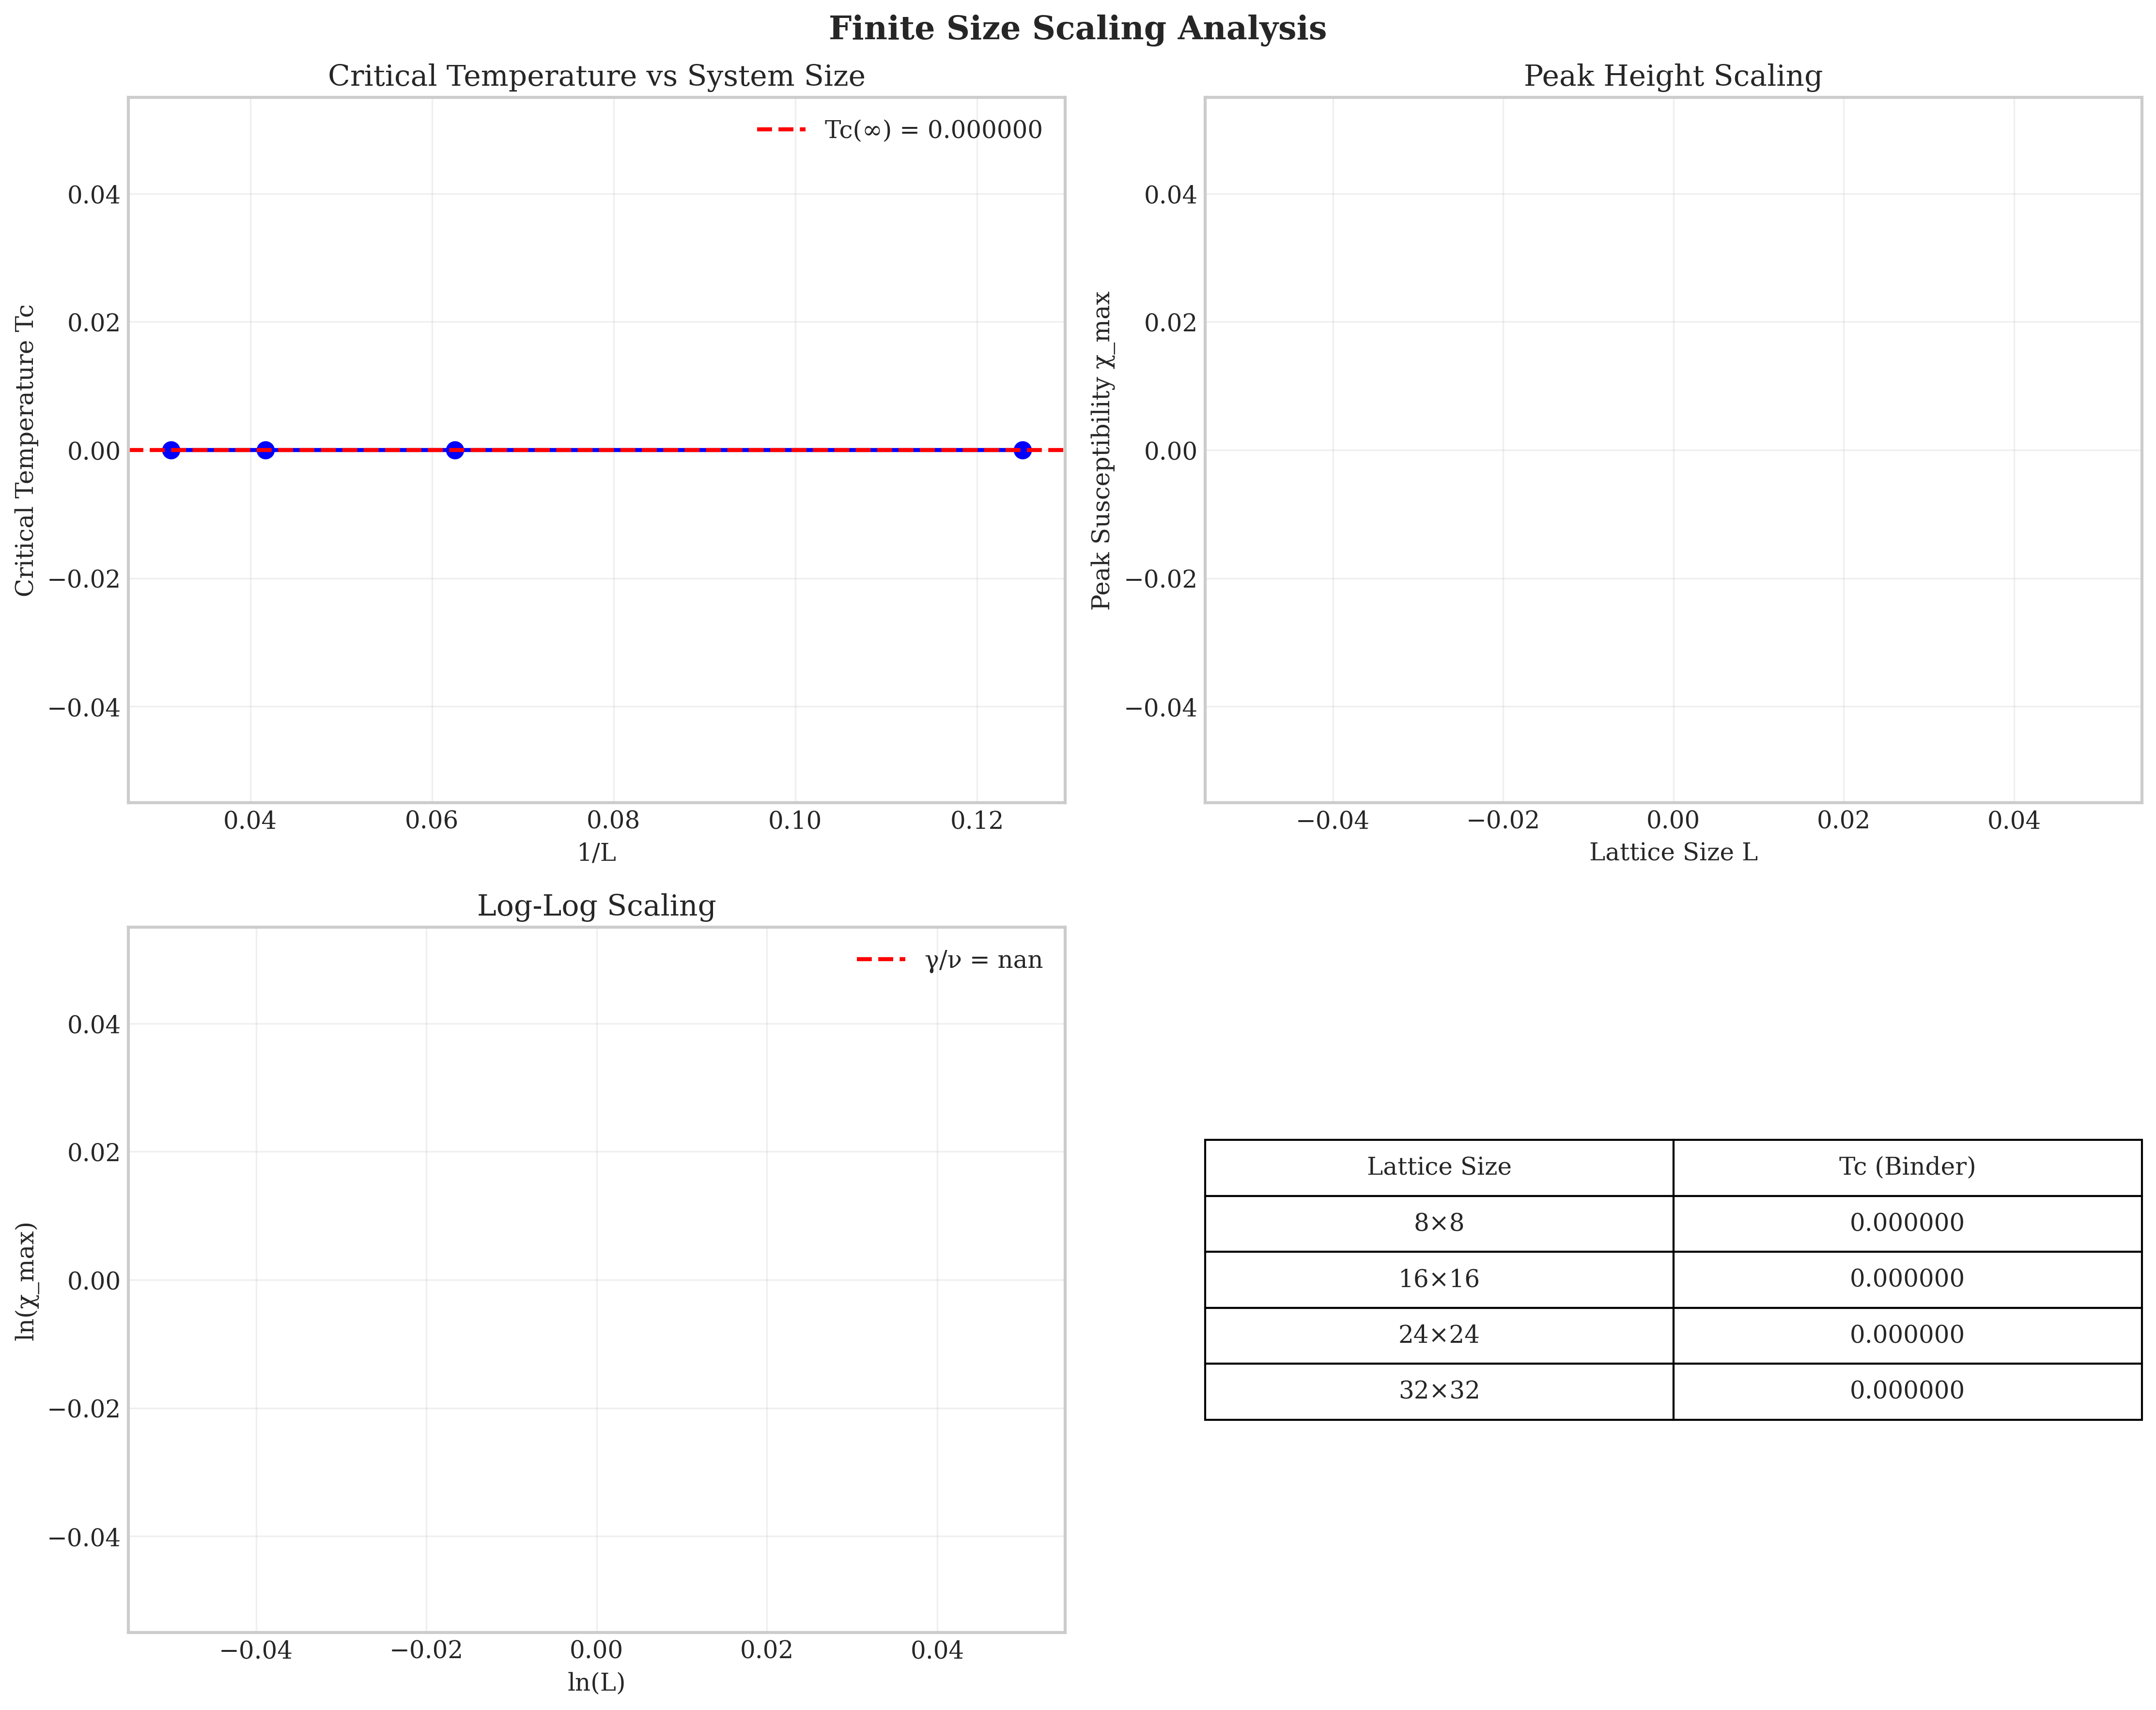 Finite Size Scaling Analysis
Critical Temperature vs System Size
Tc(∞) = 0.000000
Critical Temperature Tc
0.04
0.02
0.00
−0.02
−0.04
0.04 0.06 0.08 0.10 0.12
1/L
Peak Height Scaling
Peak Susceptibility χ_max
0.04
0.02
0.00
−0.02
−0.04
−0.04 −0.02 0.00 0.02 0.04
Lattice Size L
Log-Log Scaling
γ/ν = nan
ln(χ_max)
0.04
0.02
0.00
−0.02
−0.04
−0.04 −0.02 0.00 0.02 0.04
ln(L)
Lattice Size Tc (Binder)
8×8 0.000000
16×16 0.000000
24×24 0.000000
32×32 0.000000